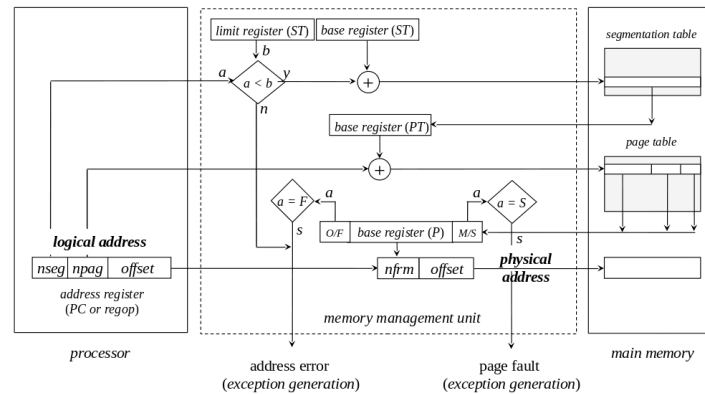 limit register (ST) base register (ST)
segmentation table
b
a a < b y
+
n
base register (PT)
page table
+
a a
a = F a = S
s s
O/F base register (P) M/S
logical address
physical address
nseg npag offset
nfrm offset
address register
(PC or regop)
memory management unit
processor
main memory
address error
(exception generation)
page fault
(exception generation)